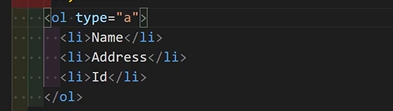 <ol type="a">
<li>Name</li>
<li>Address</li>
<li>Id</li>
</ol>